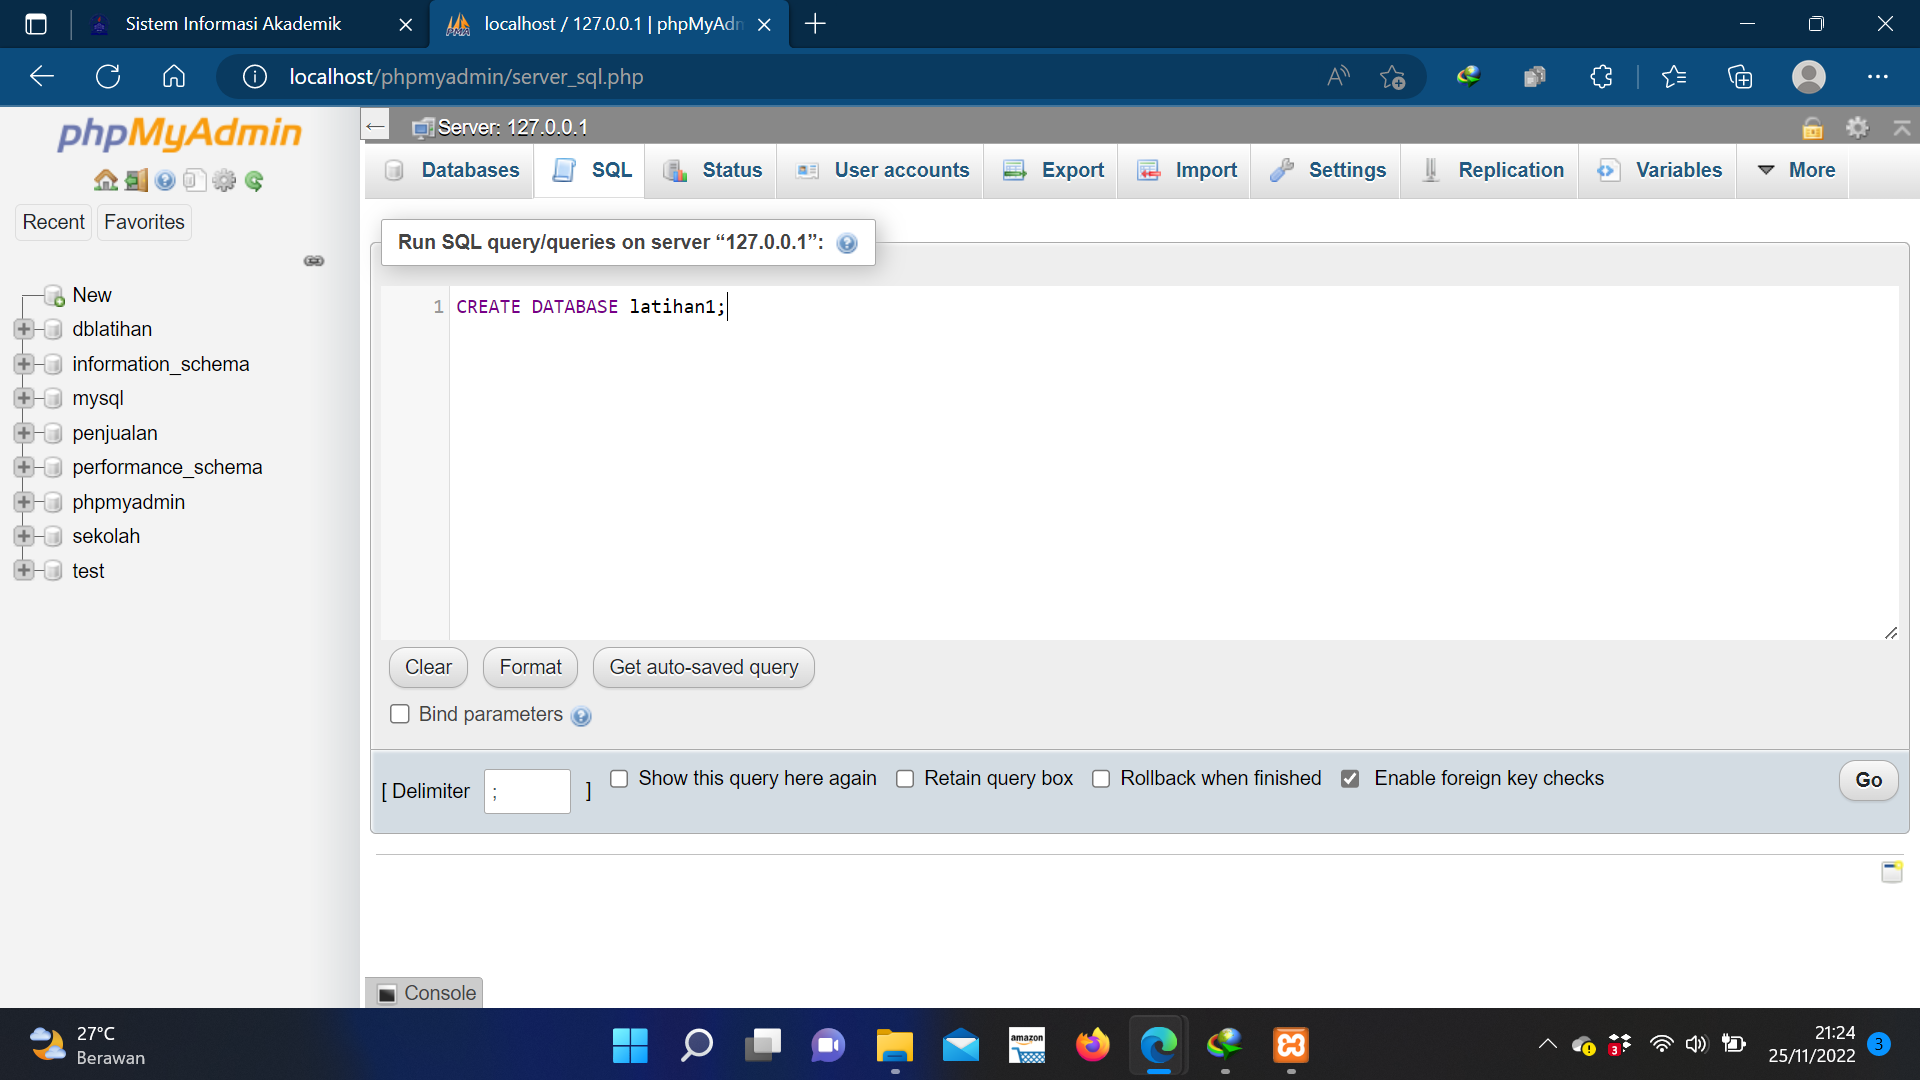 Sistem Informasi Akademik
localhost / 127.0.0.1 | phpMyAdn
localhost/phpmyadmin/server_sql.php
phpMyAdmin
Recent
Favorites
New
dblatihan
information_schema
mysql
penjualan
performance_schema
phpmyadmin
sekolah
test
Server: 127.0.0.1
Databases
SQL
Status
User accounts
Export
Import
Settings
Replication
Variables
More
Run SQL query/queries on server “127.0.0.1”:
1 CREATE DATABASE latihan1;
Clear
Format
Get auto-saved query
Bind parameters
[ Delimiter ; ]
Show this query here again
Retain query box
Rollback when finished
Enable foreign key checks
Go
Console
27°C
Berawan
amazon
3
21:24
25/11/2022
3